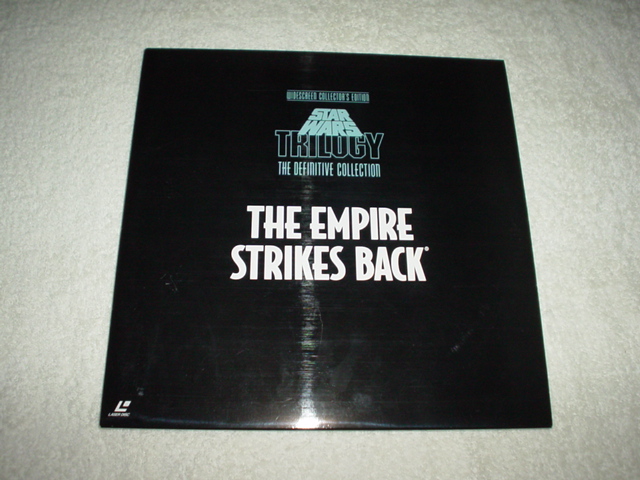 WIDESCREEN COLLECTOR'S EDITION
STAR
WARS
TRILOGY
THE DEFINITIVE COLLECTION
THE EMPIRE
STRIKES BACK®
LASER DISC